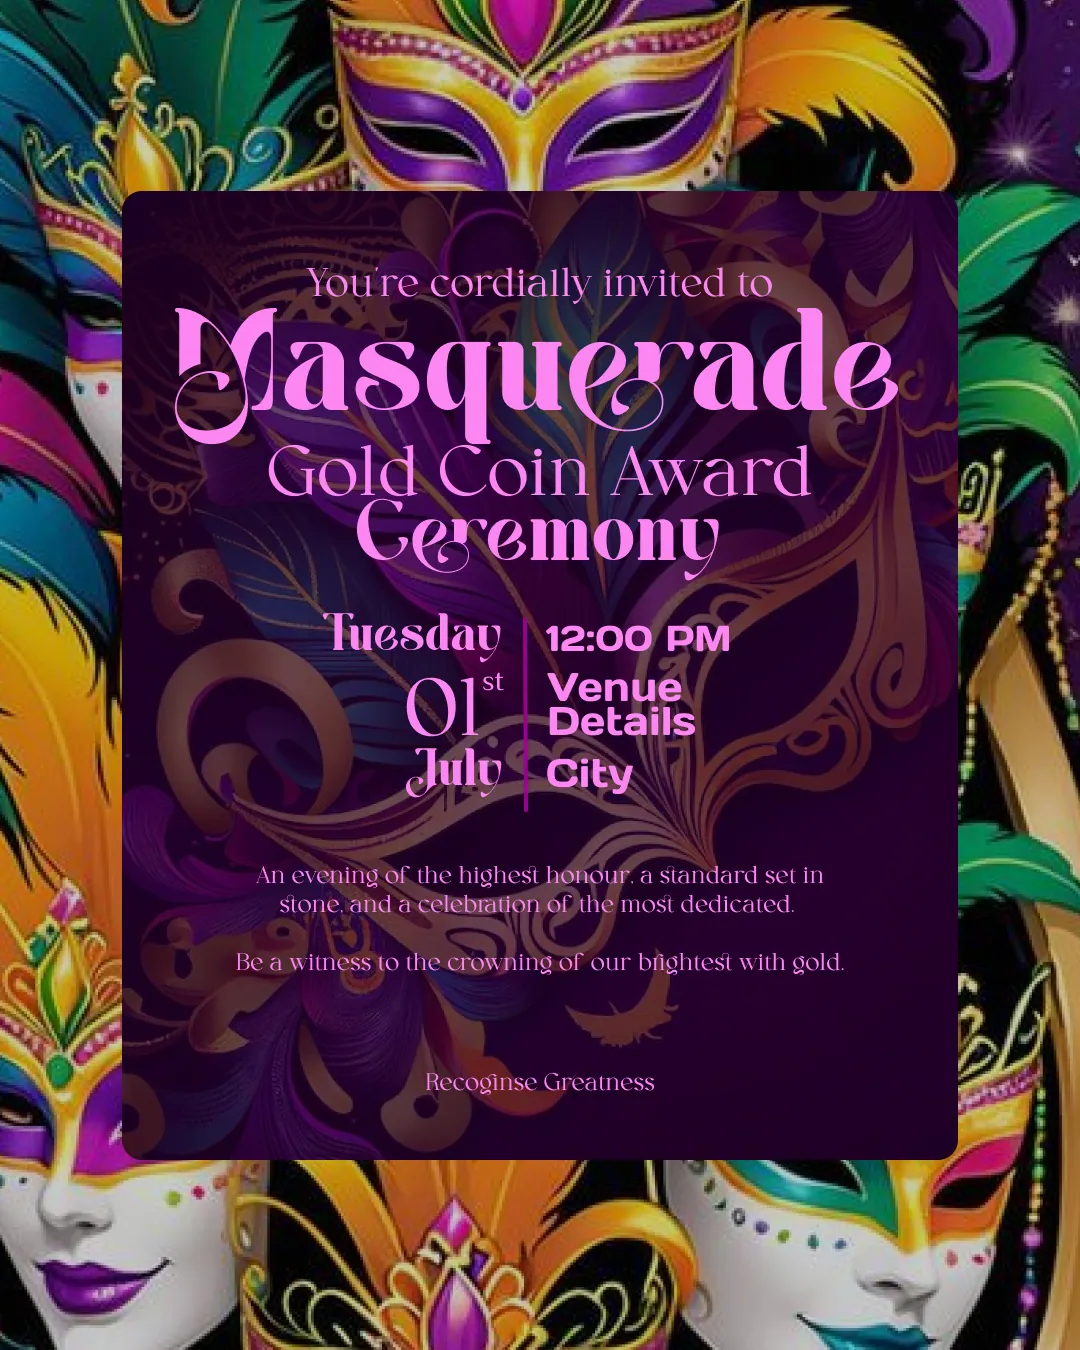 You're cordially invited to
Masquerade
Gold Coin Award
Ceremony
Tuesday
01st
July
12:00 PM
Venue
Details
City
An evening of the highest honour, a standard set in
stone, and a celebration of the most dedicated.
Be a witness to the crowning of our brightest with gold.
Recoginse Greatness